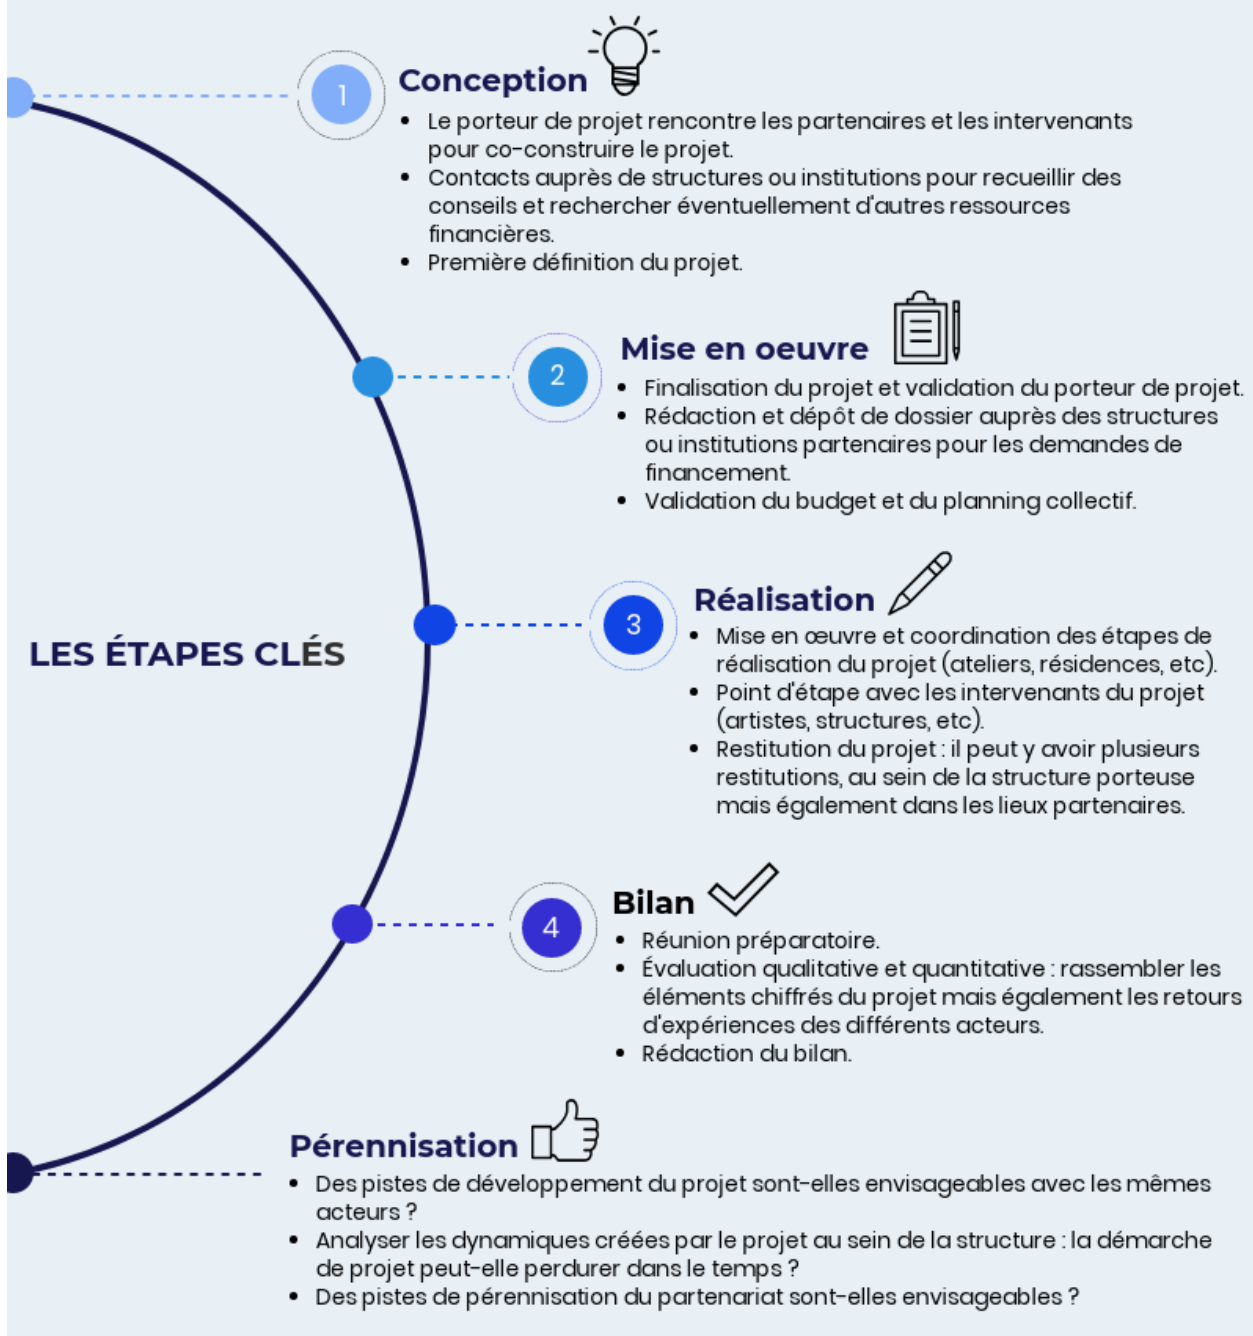 1
Conception
• Le porteur de projet rencontre les partenaires et les intervenants
pour co-construire le projet.
• Contacts auprès de structures ou institutions pour recueillir des
conseils et rechercher éventuellement d'autres ressources
financières.
• Première définition du projet.
2
Mise en oeuvre
• Finalisation du projet et validation du porteur de projet.
• Rédaction et dépôt de dossier auprès des structures
ou institutions partenaires pour les demandes de
financement.
• Validation du budget et du planning collectif.
LES ÉTAPES CLÉS
3
Réalisation
• Mise en œuvre et coordination des étapes de
réalisation du projet (ateliers, résidences, etc).
• Point d'étape avec les intervenants du projet
(artistes, structures, etc).
• Restitution du projet : il peut y avoir plusieurs
restitutions, au sein de la structure porteuse
mais également dans les lieux partenaires.
4
Bilan
• Réunion préparatoire.
• Évaluation qualitative et quantitative : rassembler les
éléments chiffrés du projet mais également les retours
d'expériences des différents acteurs.
• Rédaction du bilan.
Pérennisation
• Des pistes de développement du projet sont-elles envisageables avec les mêmes
acteurs ?
• Analyser les dynamiques créées par le projet au sein de la structure : la démarche
de projet peut-elle perdurer dans le temps ?
• Des pistes de pérennisation du partenariat sont-elles envisageables ?